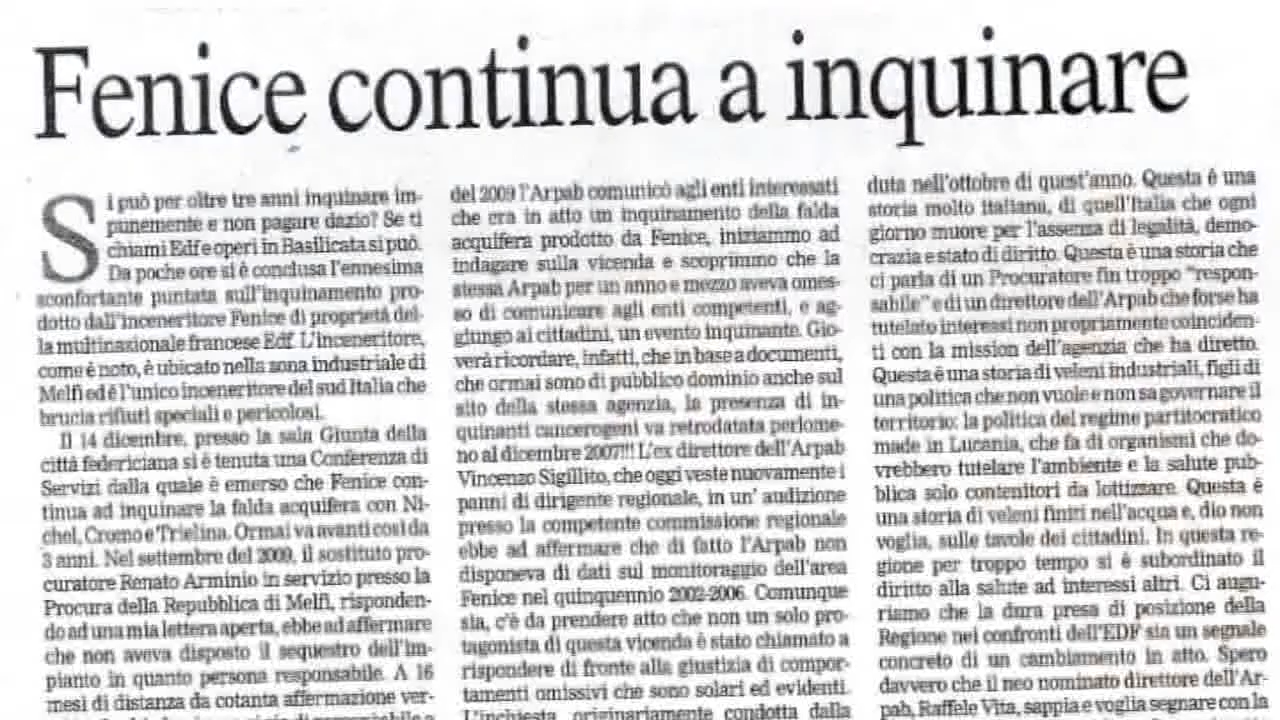 Fenice continua a inquinare
Si può per oltre tre anni inquinare im-
punemente e non pagare dazio? Se ti
chiami Edf e operi in Basilicata si può.
Da poche ore si è conclusa l'ennesima
sconfortante puntata sull'inquinamento pro-
dotto dall'inceneritore Fenice di proprietà del-
la multinazionale francese Edf. L'inceneritore,
come è noto, è ubicato nella zona industriale di
Melfi ed è l'unico inceneritore del sud Italia che
brucia rifiuti speciali e pericolosi.
Il 14 dicembre, presso la sala Giunta della
città federiciana si è tenuta una Conferenza di
Servizi dalla quale è emerso che Fenice con-
tinua ad inquinare la falda acquifera con Ni-
chel, Cromo e Trielina. Ormai va avanti così da
3 anni. Nel settembre del 2009, il sostituto pro-
curatore Renato Arminio in servizio presso la
Procura della Repubblica di Melfi, risponden-
do ad una mia lettera aperta, ebbe ad affermare
che non aveva disposto il sequestro dell'im-
pianto in quanto persona responsabile. A 16
mesi di distanza da cotanta affermazione ver-
del 2009 l'Arpab comunicò agli enti interessati
che era in atto un inquinamento della falda
acquifera prodotto da Fenice, iniziammo ad
indagare sulla vicenda e scoprimmo che la
stessa Arpab per un anno e mezzo aveva omes-
so di comunicare agli enti competenti, e ag-
giungo ai cittadini, un evento inquinante. Gio-
verà ricordare, infatti, che in base a documenti,
che ormai sono di pubblico dominio anche sul
sito della stessa agenzia, la presenza di in-
quinanti cancerogeni va retrodatata perlome-
no al dicembre 2007!!! L'ex direttore dell'Arpab
Vincenzo Sigillito, che oggi veste nuovamente i
panni di dirigente regionale, in un' audizione
presso la competente commissione regionale
ebbe ad affermare che di fatto l'Arpab non
disponeva di dati sul monitoraggio dell'area
Fenice nel quinquennio 2002-2006. Comunque
sia, c'è da prendere atto che non un solo pro-
tagonista di questa vicenda è stato chiamato a
rispondere di fronte alla giustizia di compor-
tamenti omissivi che sono solari ed evidenti.
L'inchiesta, originariamente condotta dalla
duta nell'ottobre di quest'anno. Questa è una
storia molto italiana, di quell'Italia che ogni
giorno muore per l'assenza di legalità, demo-
crazia e stato di diritto. Questa è una storia che
ci parla di un Procuratore fin troppo "respon-
sabile" e di un direttore dell'Arpab che forse ha
tutelato interessi non propriamente coinciden-
ti con la mission dell'agenzia che ha diretto.
Questa è una storia di veleni industriali, figli di
una politica che non vuole e non sa governare il
territorio: la politica del regime partitocratico
made in Lucania, che fa di organismi che do-
vrebbero tutelare l'ambiente e la salute pub-
blica solo contenitori da lottizzare. Questa è
una storia di veleni finiti nell'acqua e, dio non
voglia, sulle tavole dei cittadini. In questa re-
gione per troppo tempo si è subordinato il
diritto alla salute ad interessi altri. Ci augu-
riamo che la dura presa di posizione della
Regione nei confronti dell'EDF sia un segnale
concreto di un cambiamento in atto. Spero
davvero che il neo nominato direttore dell'Ar-
pab, Raffele Vita, sappia e voglia segnare con la